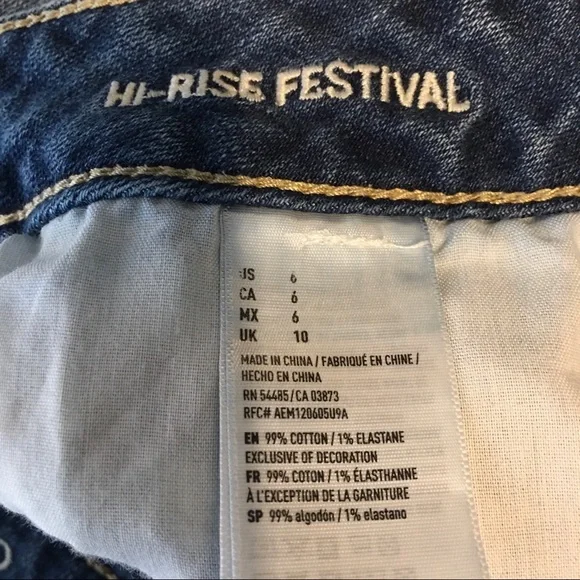 HI-RISE FESTIVAL
US 6
CA 6
MX 6
UK 10
MADE IN CHINA / FABRIQUÉ EN CHINE /
HECHO EN CHINA
RN 54485/CA 03873
RFC# AEM120605U9A
EN 99% COTTON / 1% ELASTANE
EXCLUSIVE OF DECORATION
FR 99% COTON / 1% ÉLASTHANNE
À L'EXCEPTION DE LA GARNITURE
SP 99% algodón / 1% elastano